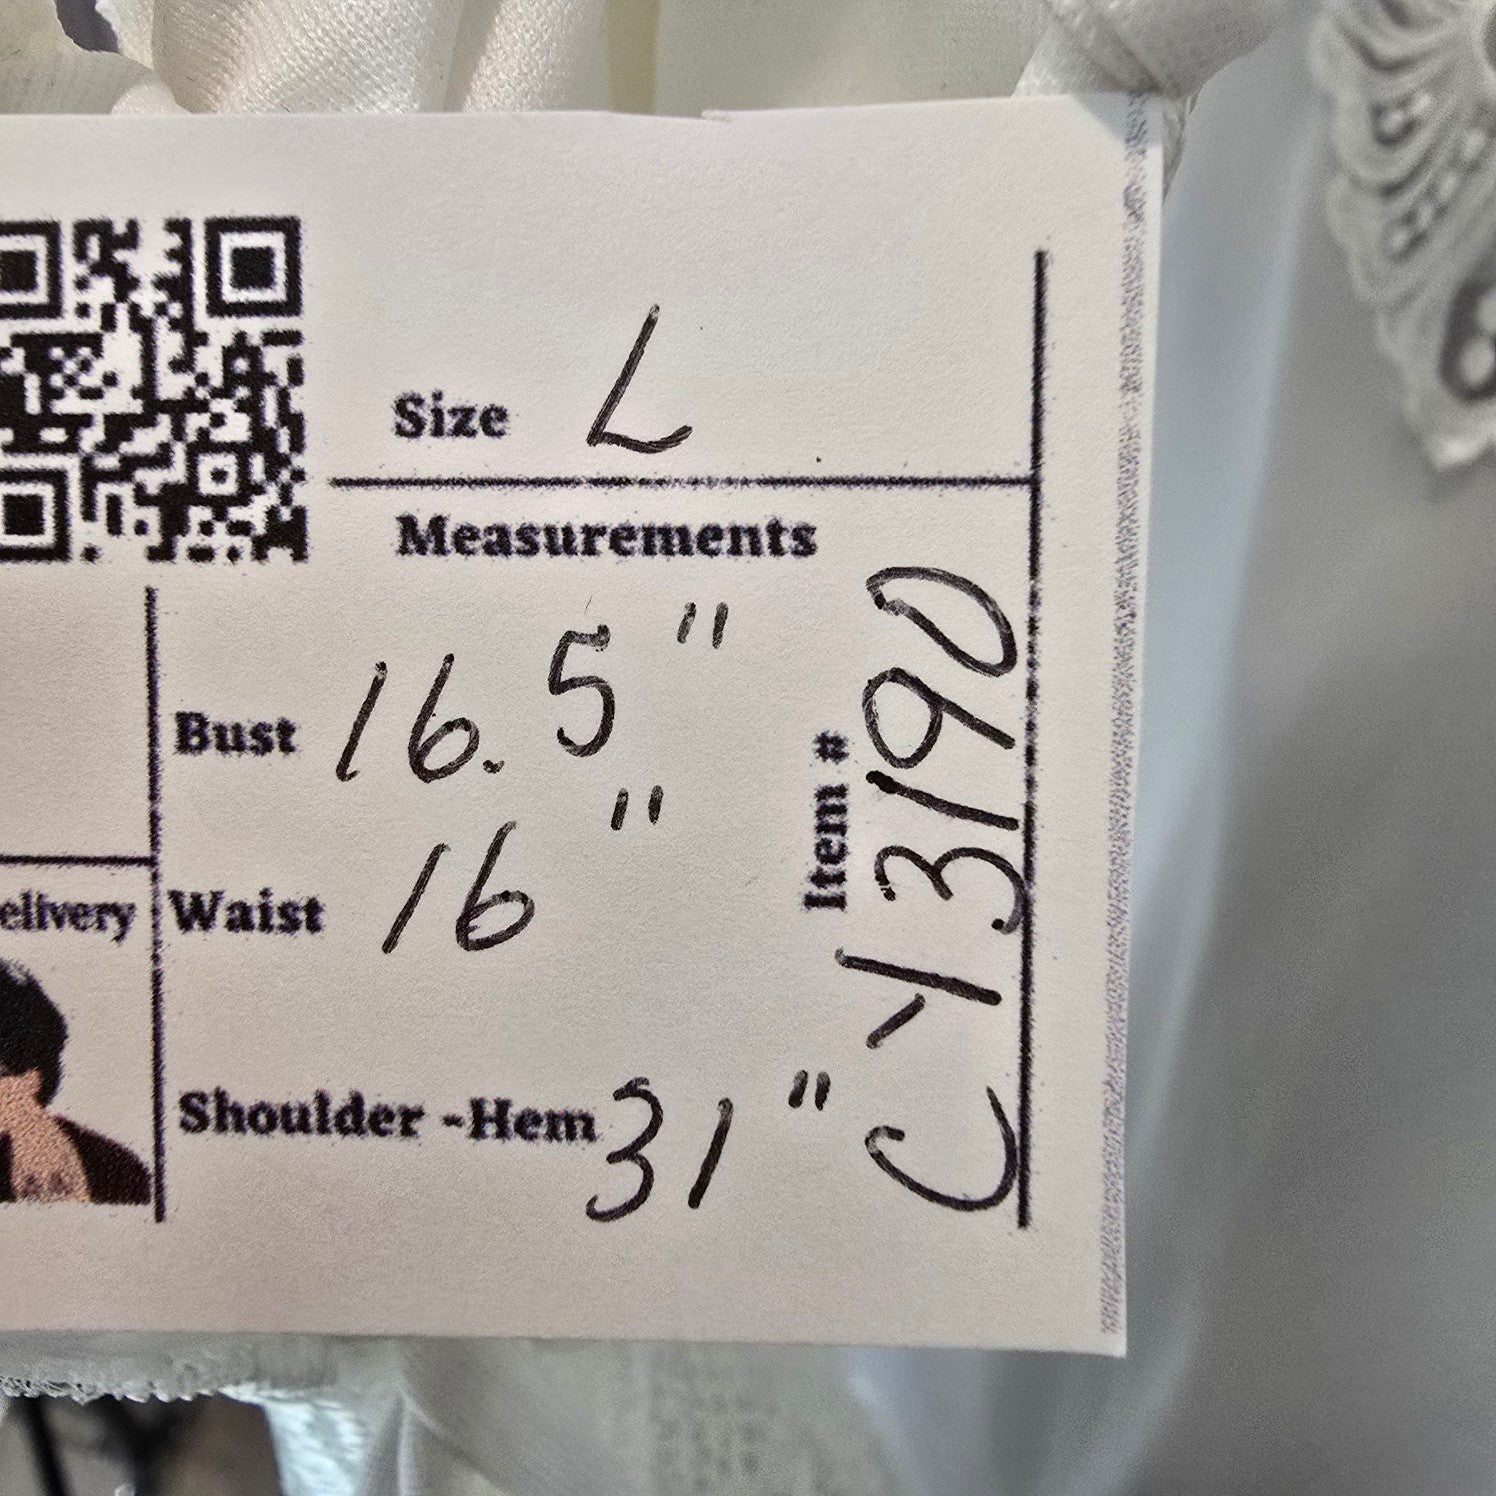 Size L
Measurements
Bust 16.5"
Waist 16"
Shoulder -Hem 31"
Item # CY3190
elivery